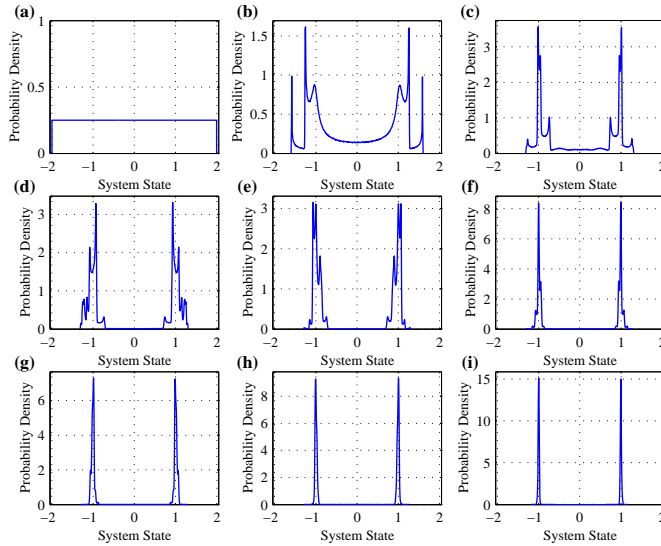 (a) (b) (c)
1 0.5 0 Probability Density −2 −1 0 1 2 System State
1.5 1 0.5 0 Probability Density −2 −1 0 1 2 System State
3 2 1 0 Probability Density −2 −1 0 1 2 System State
(d) (e) (f)
3 2 1 0 Probability Density −2 −1 0 1 2 System State
3 2 1 0 Probability Density −2 −1 0 1 2 System State
8 6 4 2 0 Probability Density −2 −1 0 1 2 System State
(g) (h) (i)
6 4 2 0 Probability Density −2 −1 0 1 2 System State
8 6 4 2 0 Probability Density −2 −1 0 1 2 System State
15 10 5 0 Probability Density −2 −1 0 1 2 System State